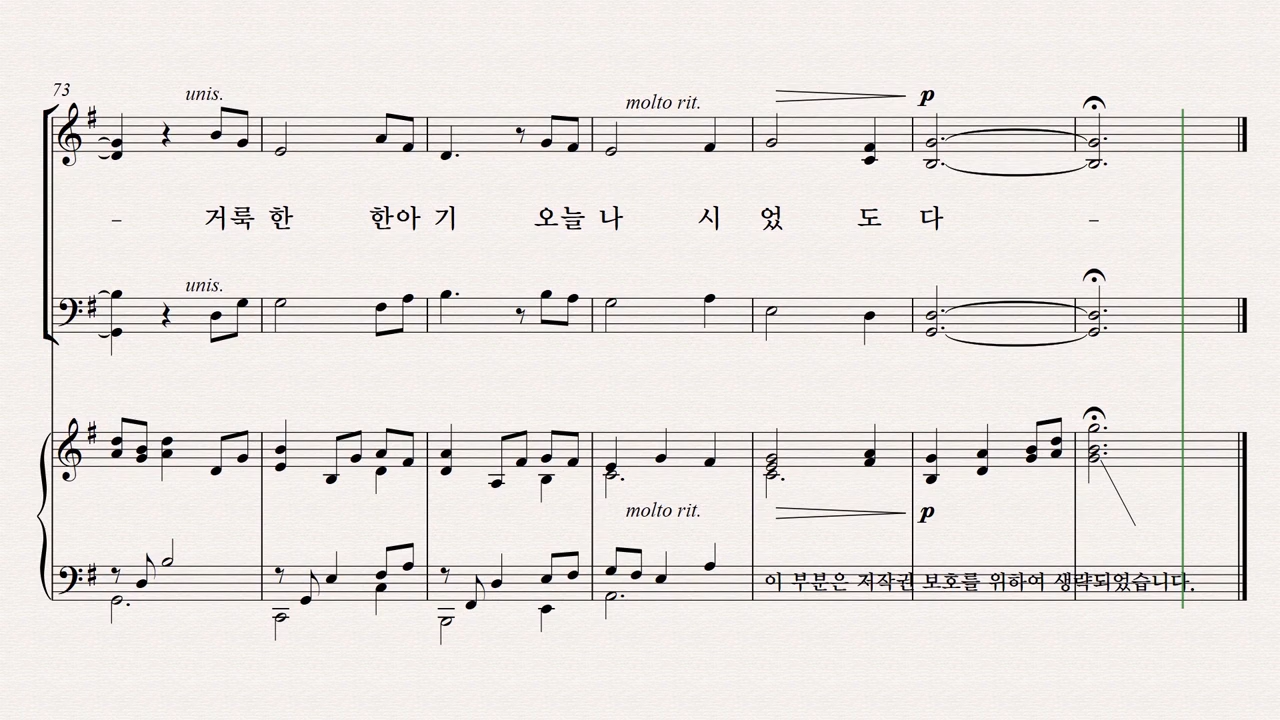 73
unis.
molto rit.
p
– 거룩 한 한아 기 오늘 나 시 었 도 다 –
unis.
molto rit.
p
이 부분은 저작권 보호를 위하여 생략되었습니다.